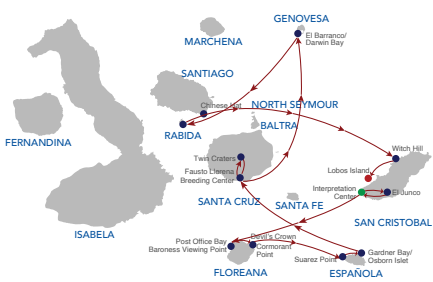 GENOVESA
El Barranco/
Darwin Bay
MARCHENA
SANTIAGO
Chinese Hat
NORTH SEYMOUR
RABIDA
BALTRA
FERNANDINA
Witch Hill
Twin Craters
Lobos Island
Fausto Llerena
Breeding Center
Interpretation
Center
El Junco
SANTA CRUZ
SANTA FE
SAN CRISTOBAL
ISABELA
Devil's Crown
Post Office Bay
Baroness Viewing Point
Cormorant
Point
Gardner Bay/
Osborn Islet
Suarez Point
FLOREANA
ESPAÑOLA